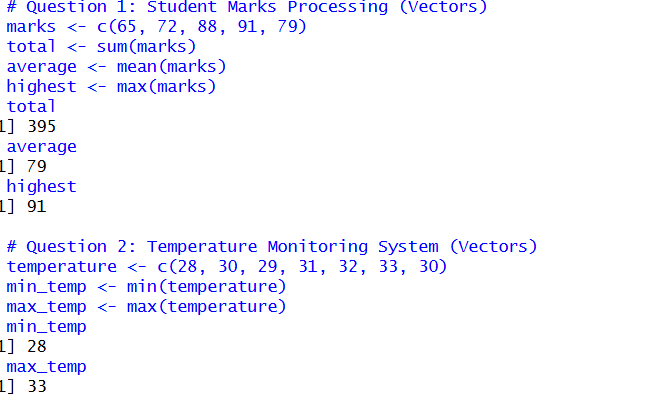 # Question 1: Student Marks Processing (Vectors)
marks <- c(65, 72, 88, 91, 79)
total <- sum(marks)
average <- mean(marks)
highest <- max(marks)
total
1] 395
average
1] 79
highest
1] 91
# Question 2: Temperature Monitoring System (Vectors)
temperature <- c(28, 30, 29, 31, 32, 33, 30)
min_temp <- min(temperature)
max_temp <- max(temperature)
min_temp
1] 28
max_temp
1] 33